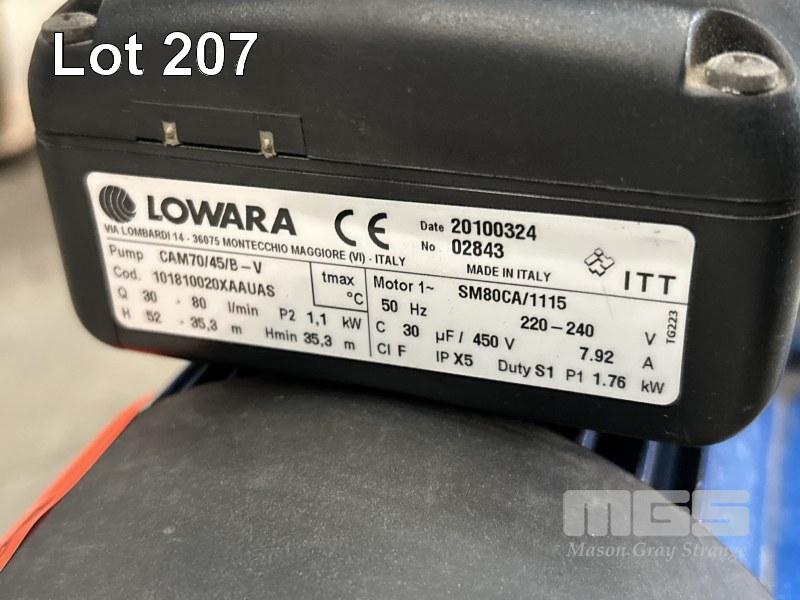 Lot 207
LOWARA CE
VIA LOMBARDI 14 - 36075 MONTECCHIO MAGGIORE (VI) - ITALY
Date 20100324
No 02843
MADE IN ITALY
ITT
Pump CAM70/45/B-V
Cod. 101810020XAAUAS
Q 30 - 80 l/min P2 1,1 kW
H 52 - 35,3 m Hmin 35,3 m
tmax
°C
Motor 1~ SM80CA/1115
50 Hz 220-240 V
C 30 µF / 450 V 7.92 A
Cl F IP X5 Duty S1 P1 1.76 kW
TG223
MGS
Mason Gray Strange